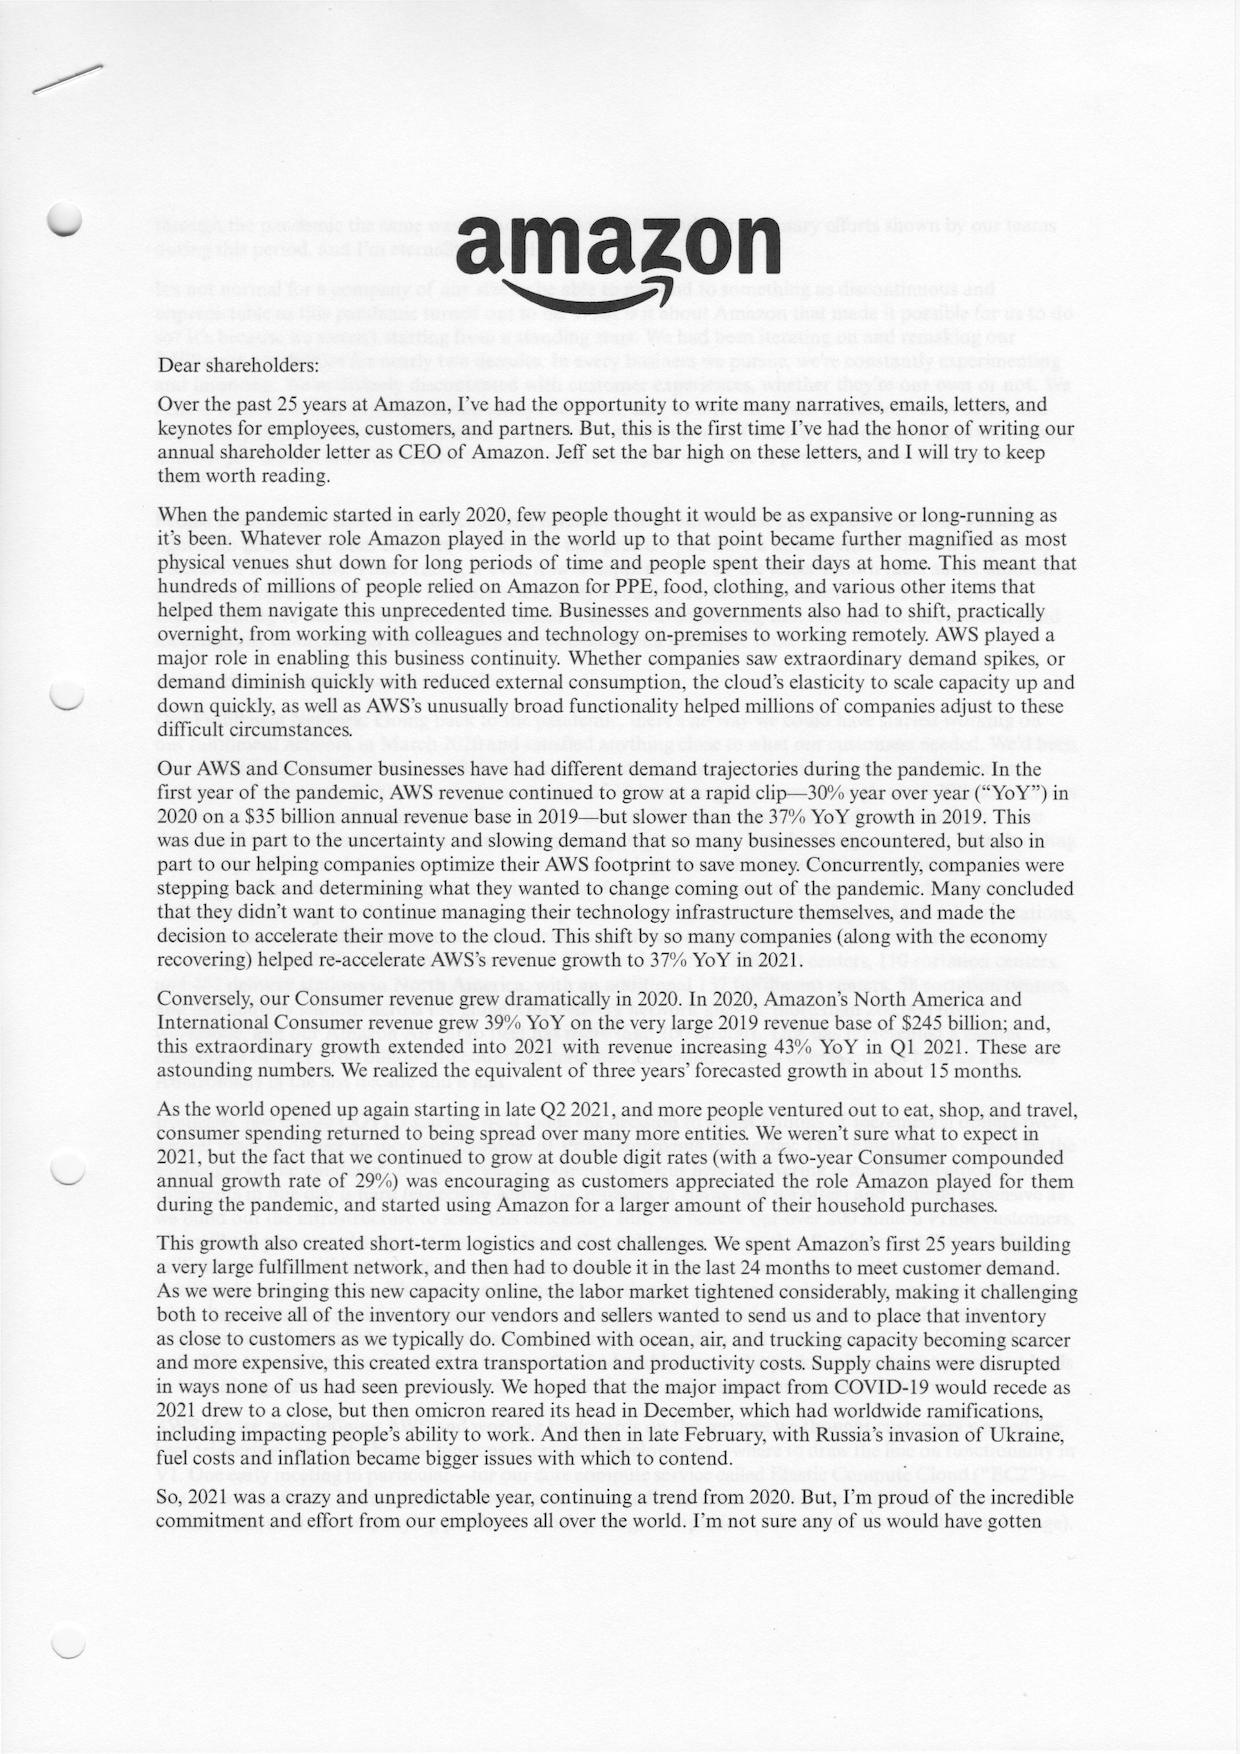 amazon
Dear shareholders:
Over the past 25 years at Amazon, I've had the opportunity to write many narratives, emails, letters, and
keynotes for employees, customers, and partners. But, this is the first time I've had the honor of writing our
annual shareholder letter as CEO of Amazon. Jeff set the bar high on these letters, and I will try to keep
them worth reading.
When the pandemic started in early 2020, few people thought it would be as expansive or long-running as
it's been. Whatever role Amazon played in the world up to that point became further magnified as most
physical venues shut down for long periods of time and people spent their days at home. This meant that
hundreds of millions of people relied on Amazon for PPE, food, clothing, and various other items that
helped them navigate this unprecedented time. Businesses and governments also had to shift, practically
overnight, from working with colleagues and technology on-premises to working remotely. AWS played a
major role in enabling this business continuity. Whether companies saw extraordinary demand spikes, or
demand diminish quickly with reduced external consumption, the cloud's elasticity to scale capacity up and
down quickly, as well as AWS's unusually broad functionality helped millions of companies adjust to these
difficult circumstances.
Our AWS and Consumer businesses have had different demand trajectories during the pandemic. In the
first year of the pandemic, AWS revenue continued to grow at a rapid clip—30% year over year ("YoY") in
2020 on a $35 billion annual revenue base in 2019—but slower than the 37% YoY growth in 2019. This
was due in part to the uncertainty and slowing demand that so many businesses encountered, but also in
part to our helping companies optimize their AWS footprint to save money. Concurrently, companies were
stepping back and determining what they wanted to change coming out of the pandemic. Many concluded
that they didn't want to continue managing their technology infrastructure themselves, and made the
decision to accelerate their move to the cloud. This shift by so many companies (along with the economy
recovering) helped re-accelerate AWS's revenue growth to 37% YoY in 2021.
Conversely, our Consumer revenue grew dramatically in 2020. In 2020, Amazon's North America and
International Consumer revenue grew 39% YoY on the very large 2019 revenue base of $245 billion; and,
this extraordinary growth extended into 2021 with revenue increasing 43% YoY in Q1 2021. These are
astounding numbers. We realized the equivalent of three years' forecasted growth in about 15 months.
As the world opened up again starting in late Q2 2021, and more people ventured out to eat, shop, and travel,
consumer spending returned to being spread over many more entities. We weren't sure what to expect in
2021, but the fact that we continued to grow at double digit rates (with a two-year Consumer compounded
annual growth rate of 29%) was encouraging as customers appreciated the role Amazon played for them
during the pandemic, and started using Amazon for a larger amount of their household purchases.
This growth also created short-term logistics and cost challenges. We spent Amazon's first 25 years building
a very large fulfillment network, and then had to double it in the last 24 months to meet customer demand.
As we were bringing this new capacity online, the labor market tightened considerably, making it challenging
both to receive all of the inventory our vendors and sellers wanted to send us and to place that inventory
as close to customers as we typically do. Combined with ocean, air, and trucking capacity becoming scarcer
and more expensive, this created extra transportation and productivity costs. Supply chains were disrupted
in ways none of us had seen previously. We hoped that the major impact from COVID-19 would recede as
2021 drew to a close, but then omicron reared its head in December, which had worldwide ramifications,
including impacting people's ability to work. And then in late February, with Russia's invasion of Ukraine,
fuel costs and inflation became bigger issues with which to contend.
So, 2021 was a crazy and unpredictable year, continuing a trend from 2020. But, I'm proud of the incredible
commitment and effort from our employees all over the world. I'm not sure any of us would have gotten